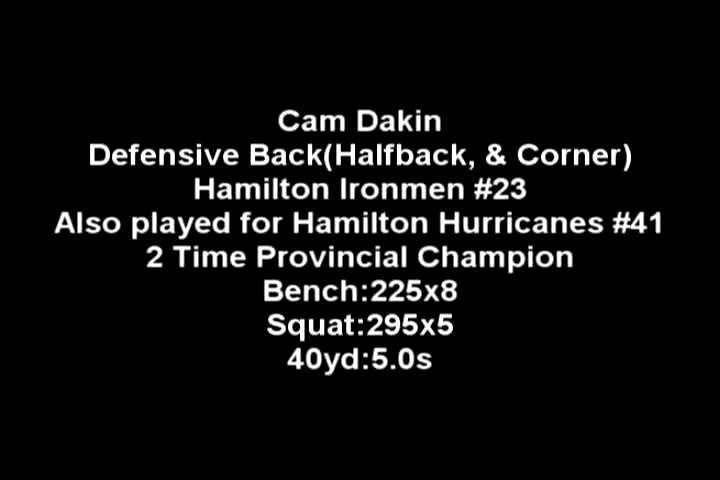 Cam Dakin
Defensive Back(Halfback, & Corner)
Hamilton Ironmen #23
Also played for Hamilton Hurricanes #41
2 Time Provincial Champion
Bench:225x8
Squat:295x5
40yd:5.0s